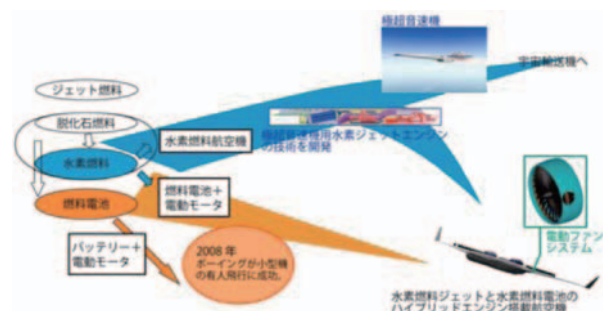 極超音速機
宇宙輸送機へ
ジェット燃料
脱化石燃料
水素燃料航空機
極超音速機用水素ジェットエンジン
の技術を開発
水素燃料
燃料電池
燃料電池+
電動モータ
バッテリー+
電動モータ
2008 年
ボーイングが小型機
の有人飛行に成功。
電動ファン
システム
水素燃料ジェットと水素燃料電池の
ハイブリッドエンジン搭載航空機